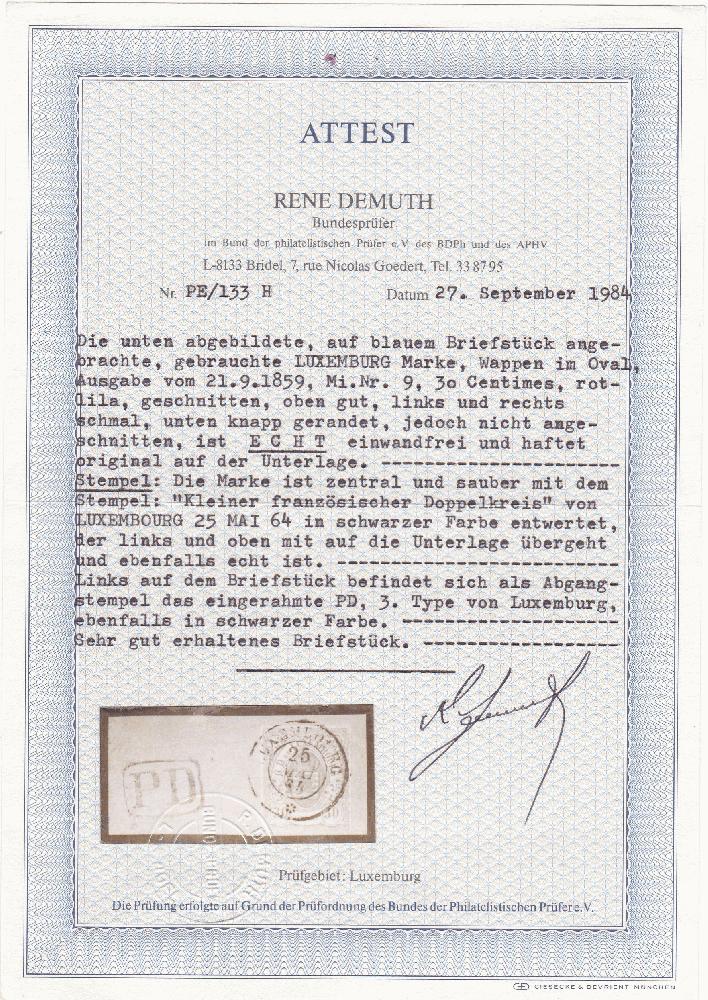 ATTEST
RENE DEMUTH
Bundesprüfer
im Bund der philatelistischen Prüfer e.V. des BDPh und des APHV
L-8133 Bridel, 7, rue Nicolas Goedert, Tel. 33 87 95
Nr. PE/133 H Datum 27. September 1984
Die unten abgebildete, auf blauem Briefstück ange-
brachte, gebrauchte LUXEMBURG Marke, Wappen im Oval,
Ausgabe vom 21.9.1859, Mi.Nr. 9, 3o Centimes, rot-
lila, geschnitten, oben gut, links und rechts
schmal, unten knapp gerandet, jedoch nicht ange-
schnitten, ist E C H T einwandfrei und haftet
original auf der Unterlage. ------------------------
Stempel: Die Marke ist zentral und sauber mit dem
Stempel: "Kleiner französischer Doppelkreis" von
LUXEMBOURG 25 MAI 64 in schwarzer Farbe entwertet,
der links und oben mit auf die Unterlage übergeht
und ebenfalls echt ist. ----------------------------
Links auf dem Briefstück befindet sich als Abgang-
stempel das eingerahmte PD, 3. Type von Luxemburg,
ebenfalls in schwarzer Farbe. ----------------------
Sehr gut erhaltenes Briefstück. --------------------
PD
LUXEMBOURG
25
MAI
64
Prüfgebiet: Luxemburg
Die Prüfung erfolgte auf Grund der Prüfordnung des Bundes der Philatelistischen Prüfer e.V.
GIESECKE & DEVRIENT MÜNCHEN